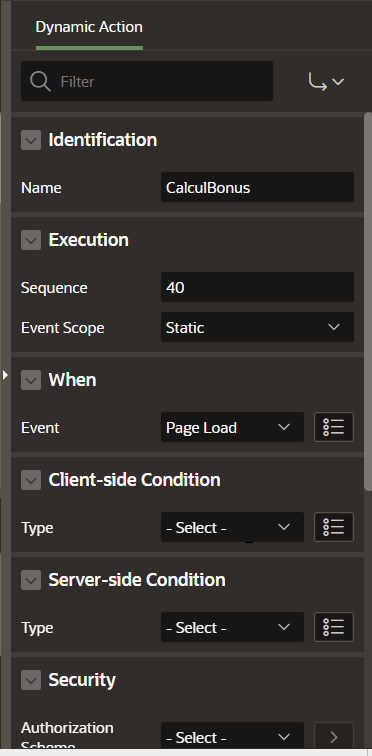 Dynamic Action
Filter
Identification
Name CalculBonus
Execution
Sequence 40
Event Scope Static
When
Event Page Load
Client-side Condition
Type - Select -
Server-side Condition
Type - Select -
Security
Authorization - Select -
Scheme